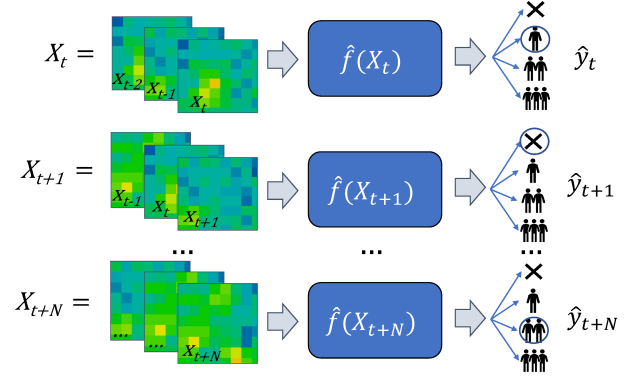 X_t =
x_{t-2} x_{t-1} x_t
f̂(X_t)
ŷ_t
X_{t+1} =
x_{t-1} x_t x_{t+1}
f̂(X_{t+1})
ŷ_{t+1}
... ... ...
X_{t+N} =
... ... x_{t+N}
f̂(X_{t+N})
ŷ_{t+N}